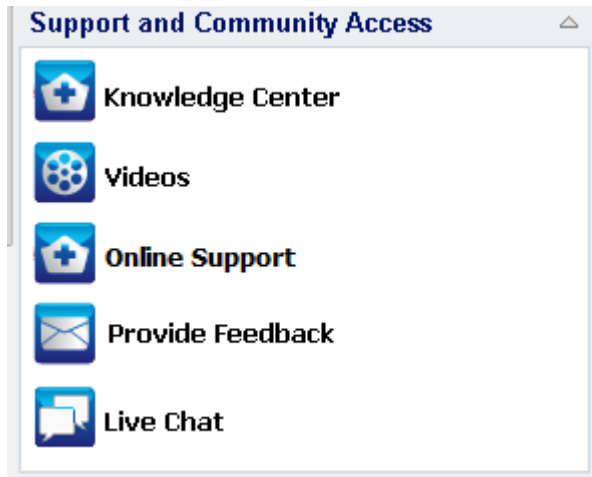 Support and Community Access
Knowledge Center
Videos
Online Support
Provide Feedback
Live Chat